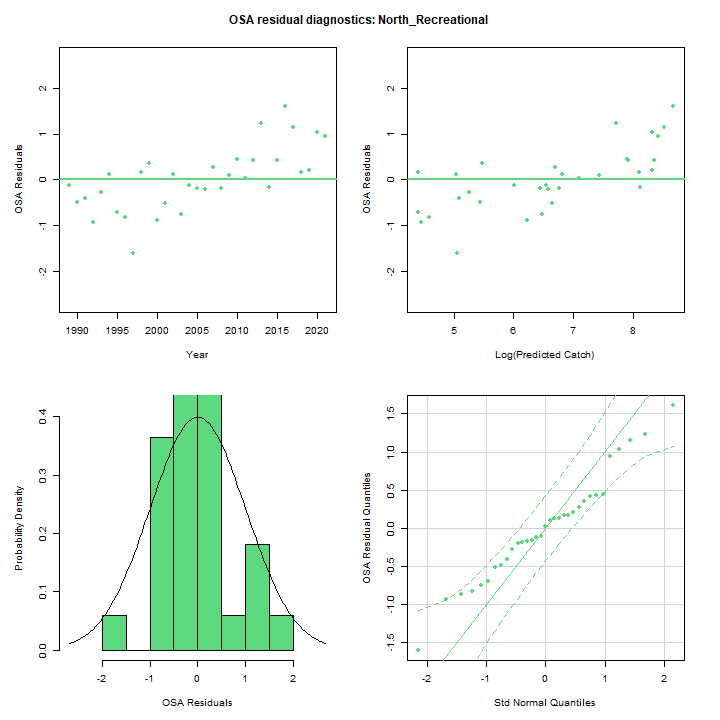 OSA residual diagnostics: North_Recreational
OSA Residuals
2
1
0
-1
-2
1990 1995 2000 2005 2010 2015 2020
Year
OSA Residuals
2
1
0
-1
-2
5 6 7 8
Log(Predicted Catch)
Probability Density
0.4
0.3
0.2
0.1
0.0
-2 -1 0 1 2
OSA Residuals
OSA Residual Quantiles
1.5
1.0
0.5
0.0
-0.5
-1.0
-1.5
-2 -1 0 1 2
Std Normal Quantiles